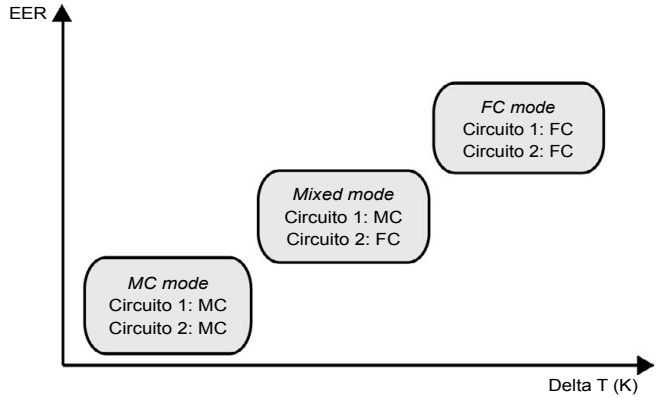 EER
FC mode
Circuito 1: FC
Circuito 2: FC
Mixed mode
Circuito 1: MC
Circuito 2: FC
MC mode
Circuito 1: MC
Circuito 2: MC
Delta T (K)